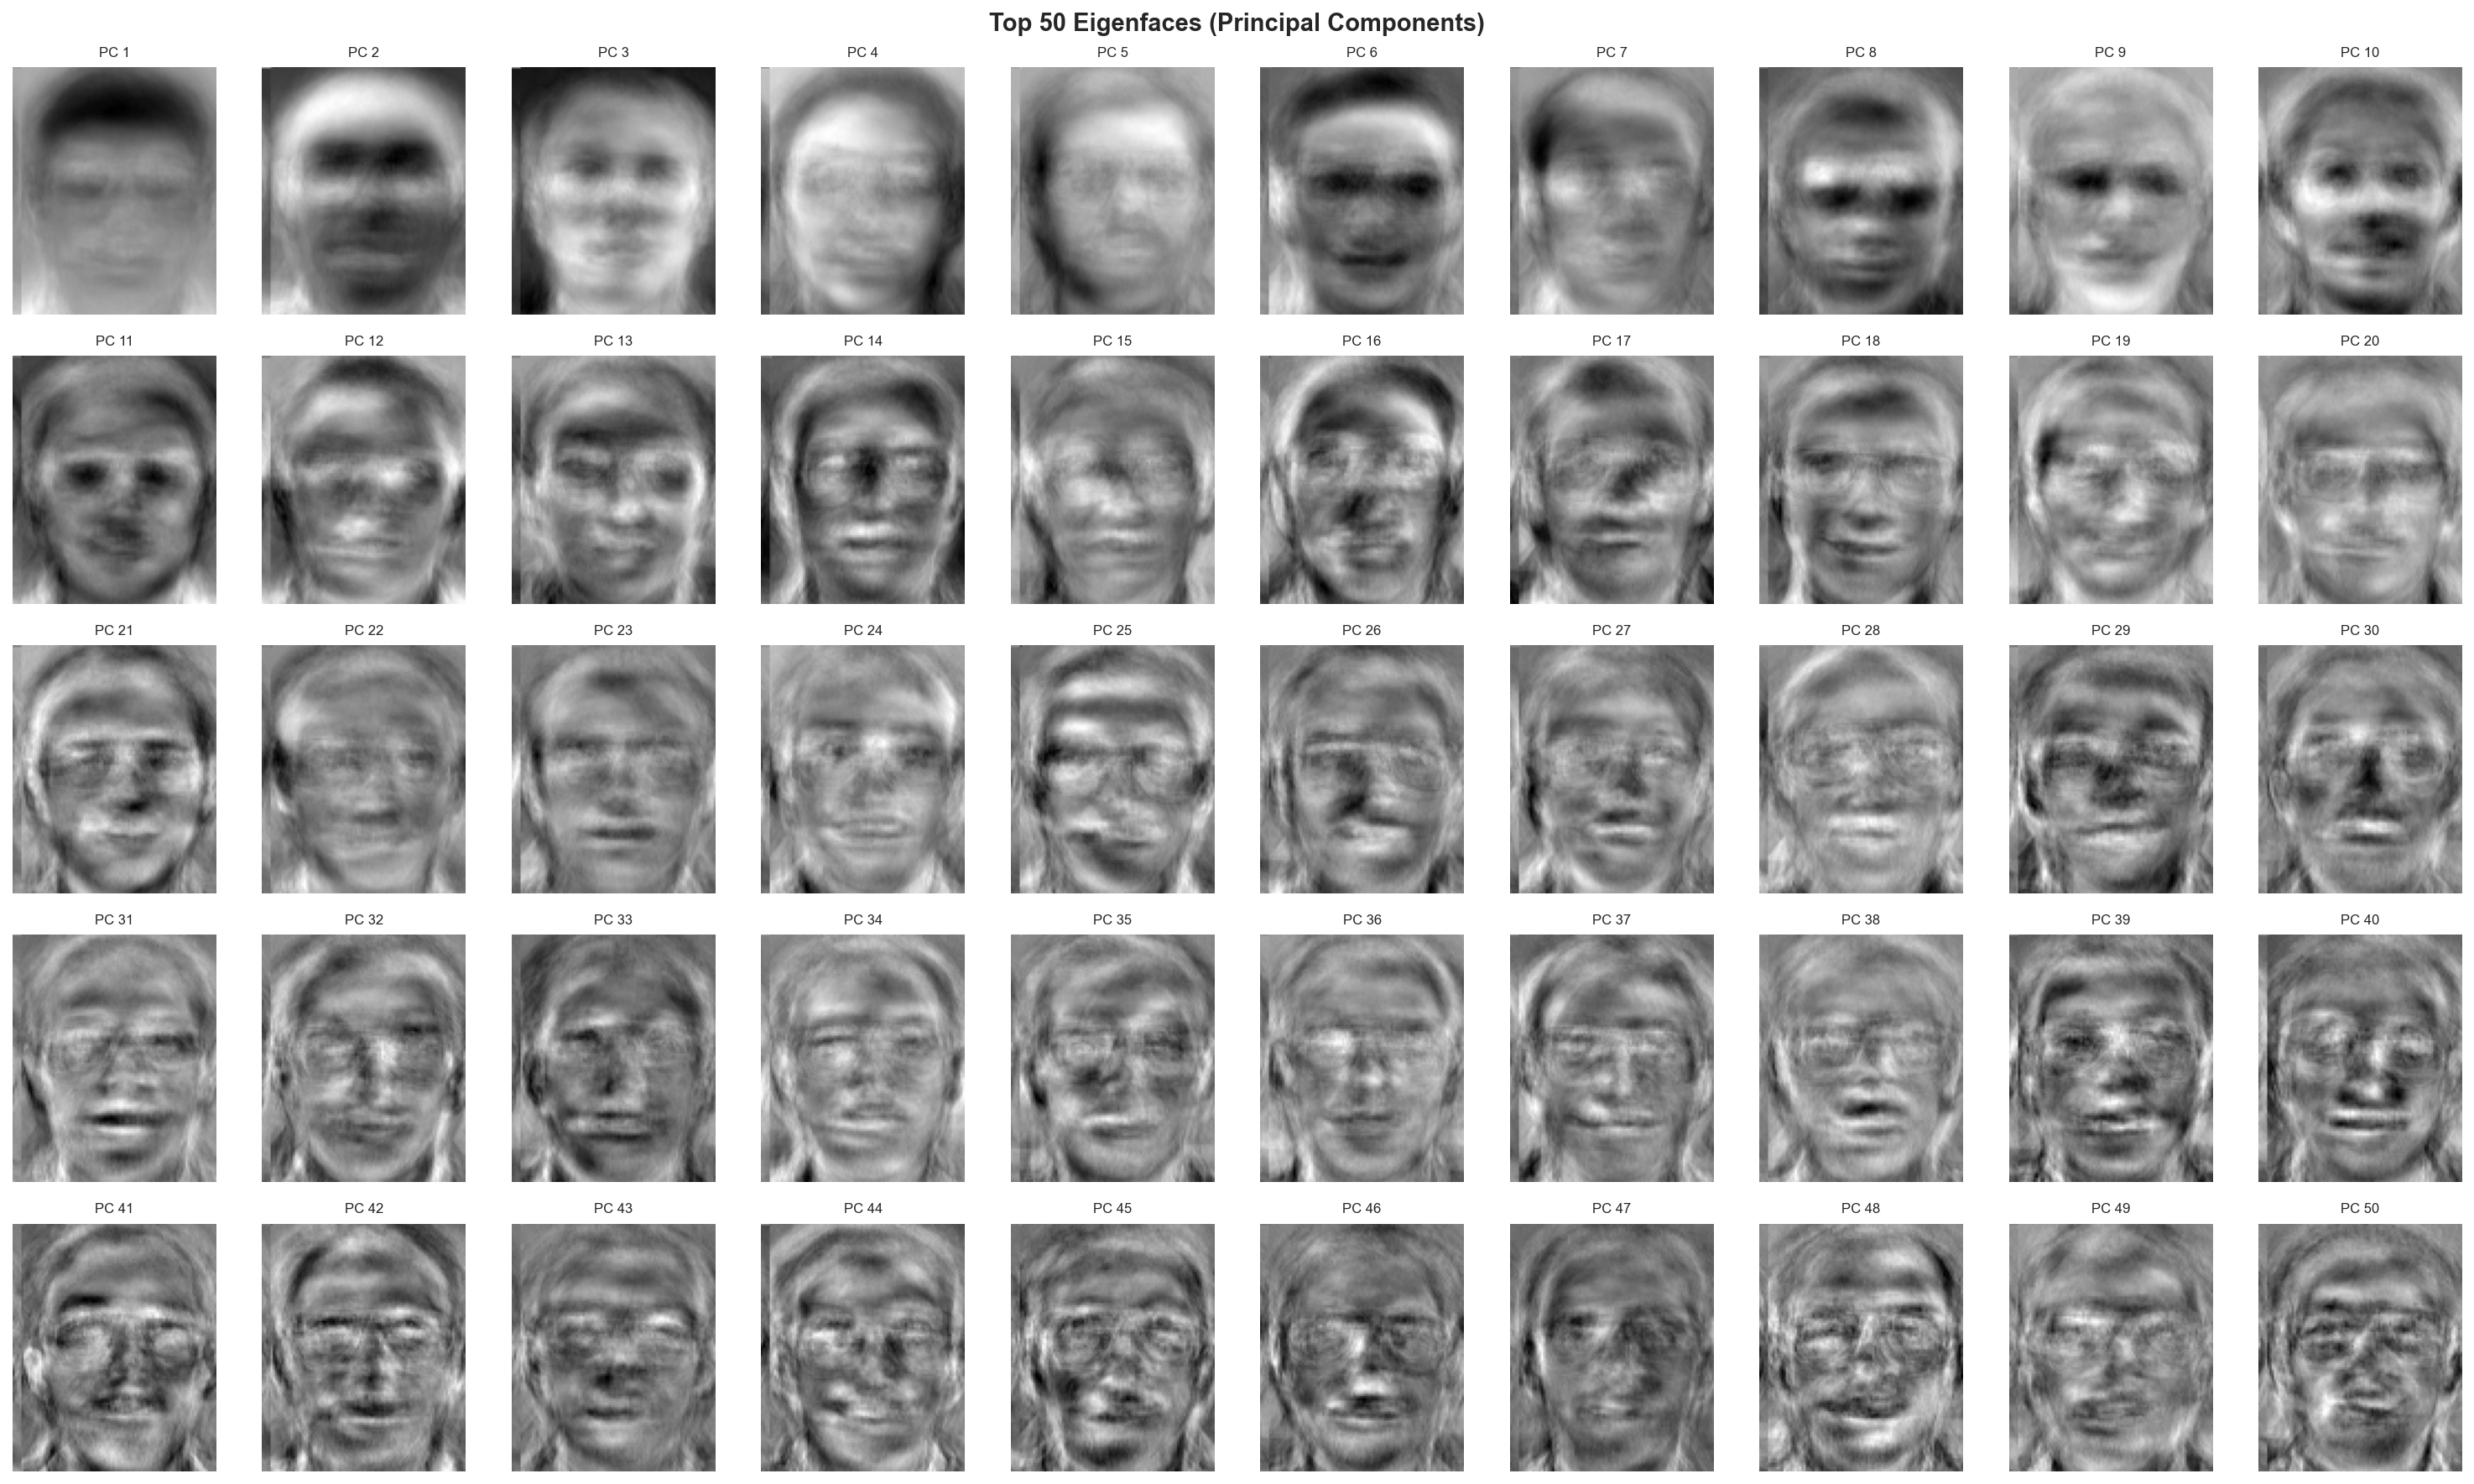 Top 50 Eigenfaces (Principal Components)
PC 1 PC 2 PC 3 PC 4 PC 5 PC 6 PC 7 PC 8 PC 9 PC 10
PC 11 PC 12 PC 13 PC 14 PC 15 PC 16 PC 17 PC 18 PC 19 PC 20
PC 21 PC 22 PC 23 PC 24 PC 25 PC 26 PC 27 PC 28 PC 29 PC 30
PC 31 PC 32 PC 33 PC 34 PC 35 PC 36 PC 37 PC 38 PC 39 PC 40
PC 41 PC 42 PC 43 PC 44 PC 45 PC 46 PC 47 PC 48 PC 49 PC 50